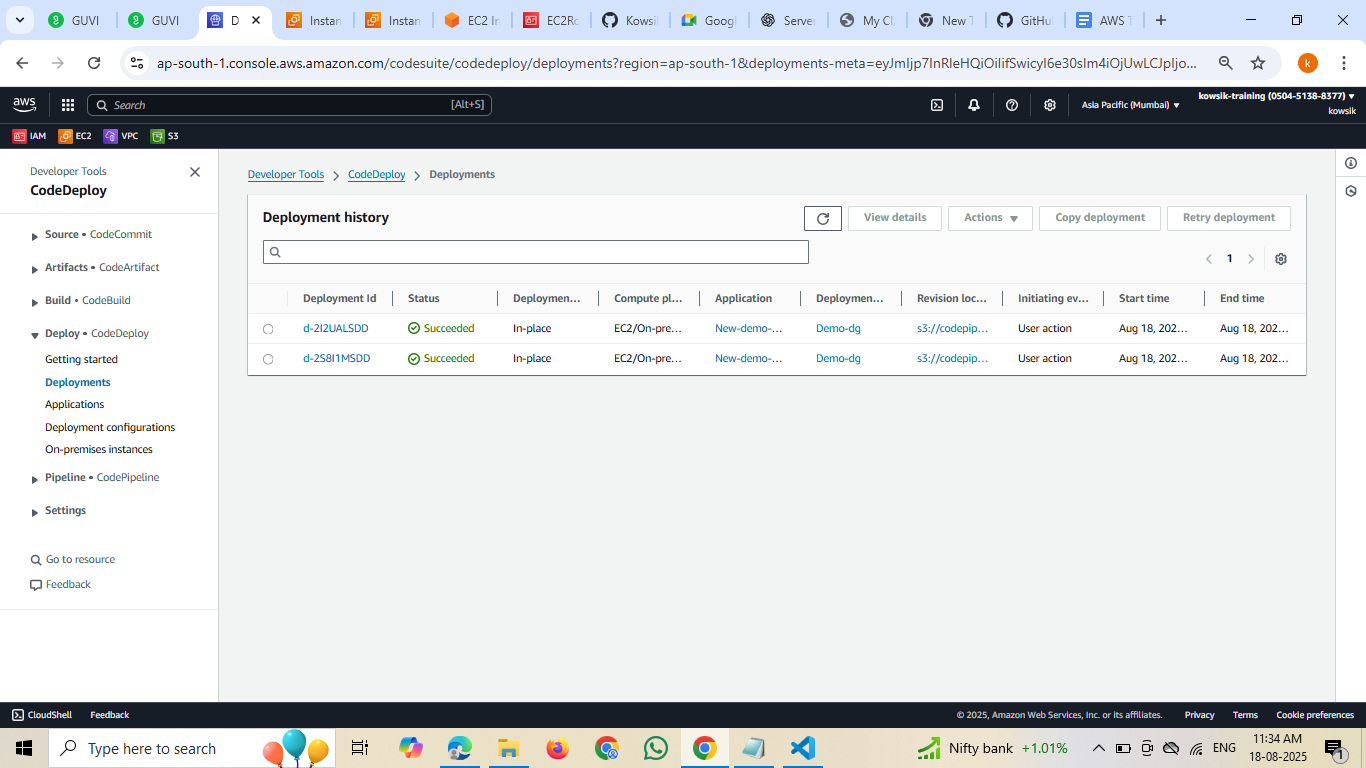 GUVI
GUVI
D
Instan
Instan
EC2 In
EC2Ro
Kowsi
Googl
Server
My Cl
New T
GitHu
AWS T
ap-south-1.console.aws.amazon.com/codesuite/codedeploy/deployments?region=ap-south-1&deployments-meta=
k
aws
Search
[Alt+S]
Asia Pacific (Mumbai)
kowsik-training (0504-5138-8377)
kowsik
IAM EC2 VPC S3
Developer Tools
CodeDeploy
Source • CodeCommit
Artifacts • CodeArtifact
Build • CodeBuild
Deploy • CodeDeploy
Getting started
Deployments
Applications
Deployment configurations
On-premises instances
Pipeline • CodePipeline
Settings
Go to resource
Feedback
Developer Tools > CodeDeploy > Deployments
Deployment history
View details
Actions
Copy deployment
Retry deployment
1
Deployment Id Status Deploymen... Compute pl... Application Deploymen... Revision loc... Initiating ev... Start time End time
d-2I2UALSDD Succeeded In-place EC2/On-pre... New-demo-... Demo-dg s3://codepip... User action Aug 18, 202... Aug 18, 202...
d-2S8I1MSDD Succeeded In-place EC2/On-pre... New-demo-... Demo-dg s3://codepip... User action Aug 18, 202... Aug 18, 202...
CloudShell Feedback © 2025, Amazon Web Services, Inc. or its affiliates. Privacy Terms Cookie preferences
Type here to search
Nifty bank +1.01%
ENG
11:34 AM
18-08-2025
1